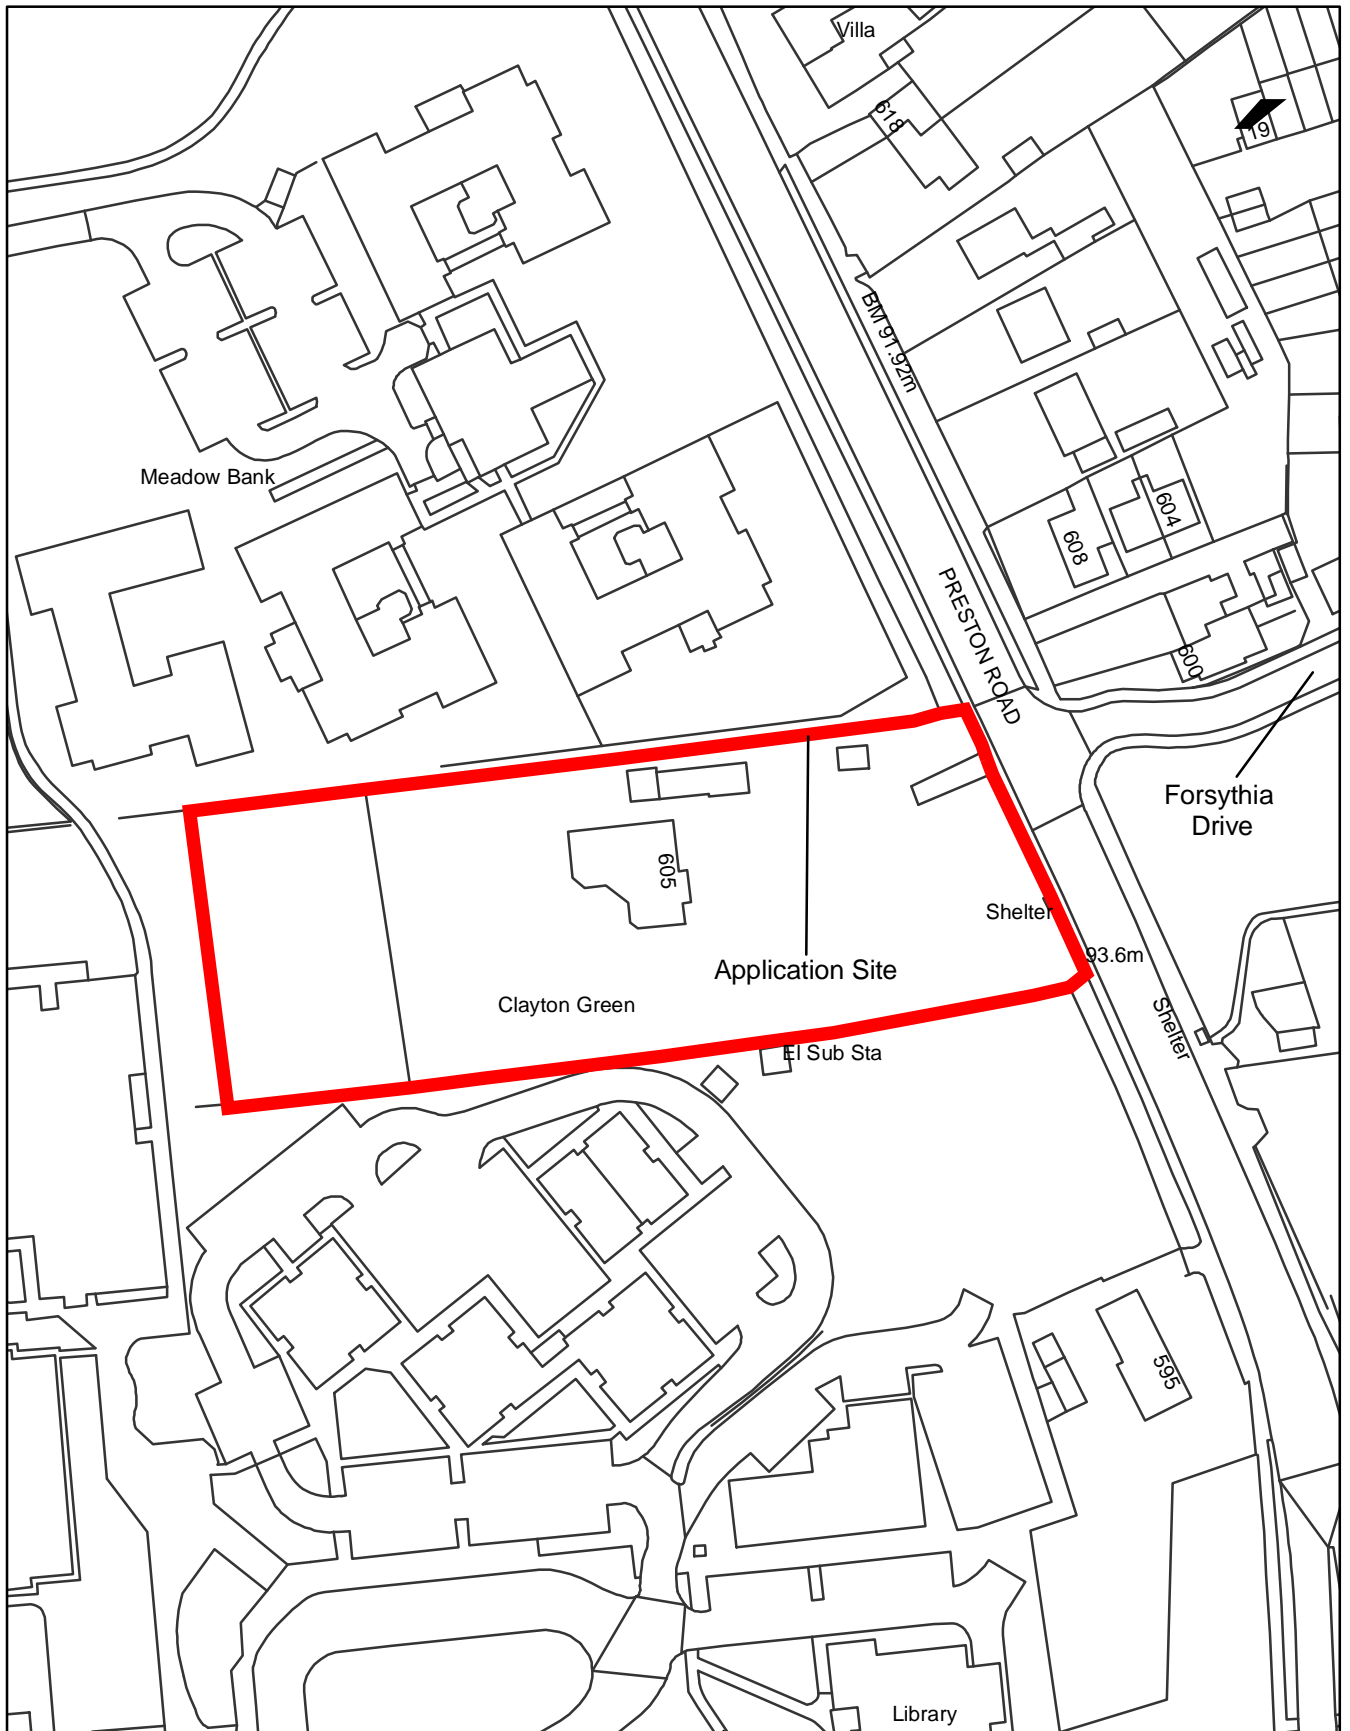 Villa
618
19
BM 91.92m
Meadow Bank
604
608
PRESTON ROAD
600
Forsythia
Drive
605
Shelter
93.6m
Application Site
Clayton Green
Shelter
El Sub Sta
595
Library